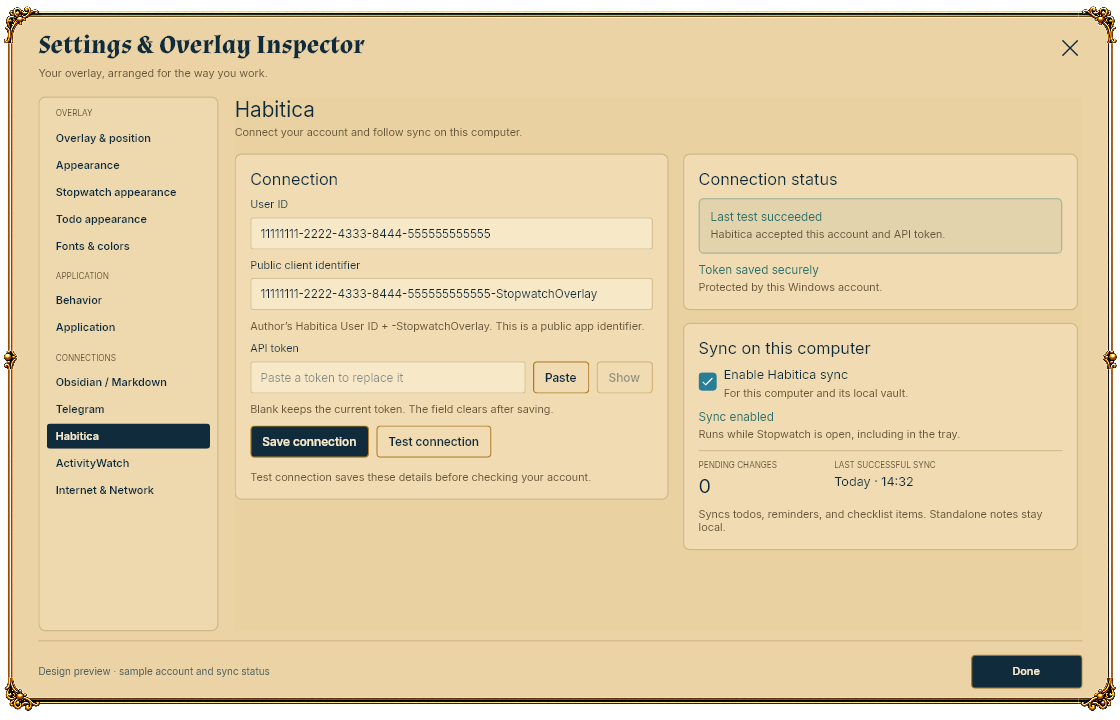 Settings & Overlay Inspector
Your overlay, arranged for the way you work.
OVERLAY
Overlay & position
Appearance
Stopwatch appearance
Todo appearance
Fonts & colors
APPLICATION
Behavior
Application
CONNECTIONS
Obsidian / Markdown
Telegram
Habitica
ActivityWatch
Internet & Network
Habitica
Connect your account and follow sync on this computer.
Connection
User ID
11111111-2222-4333-8444-555555555555
Public client identifier
11111111-2222-4333-8444-555555555555-StopwatchOverlay
Author’s Habitica User ID + -StopwatchOverlay. This is a public app identifier.
API token
Paste a token to replace it
Paste
Show
Blank keeps the current token. The field clears after saving.
Save connection
Test connection
Test connection saves these details before checking your account.
Connection status
Last test succeeded
Habitica accepted this account and API token.
Token saved securely
Protected by this Windows account.
Sync on this computer
Enable Habitica sync
For this computer and its local vault.
Sync enabled
Runs while Stopwatch is open, including in the tray.
PENDING CHANGES
0
LAST SUCCESSFUL SYNC
Today · 14:32
Syncs todos, reminders, and checklist items. Standalone notes stay
local.
Design preview · sample account and sync status
Done